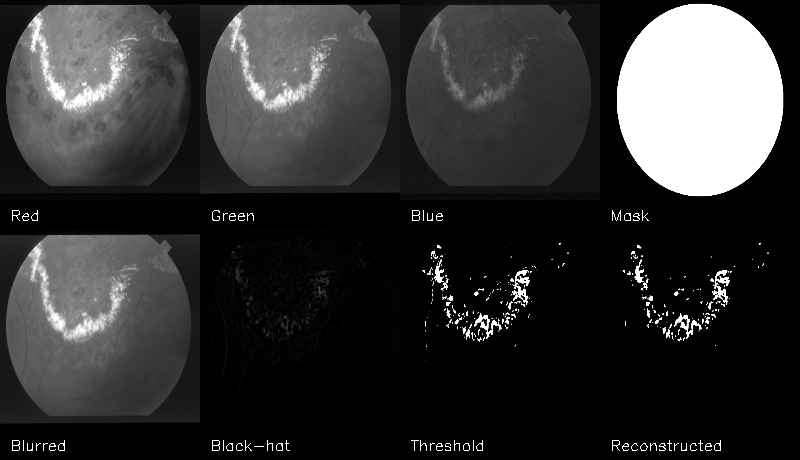 Red
Green
Blue
Mask
Blurred
Black-hat
Threshold
Reconstructed